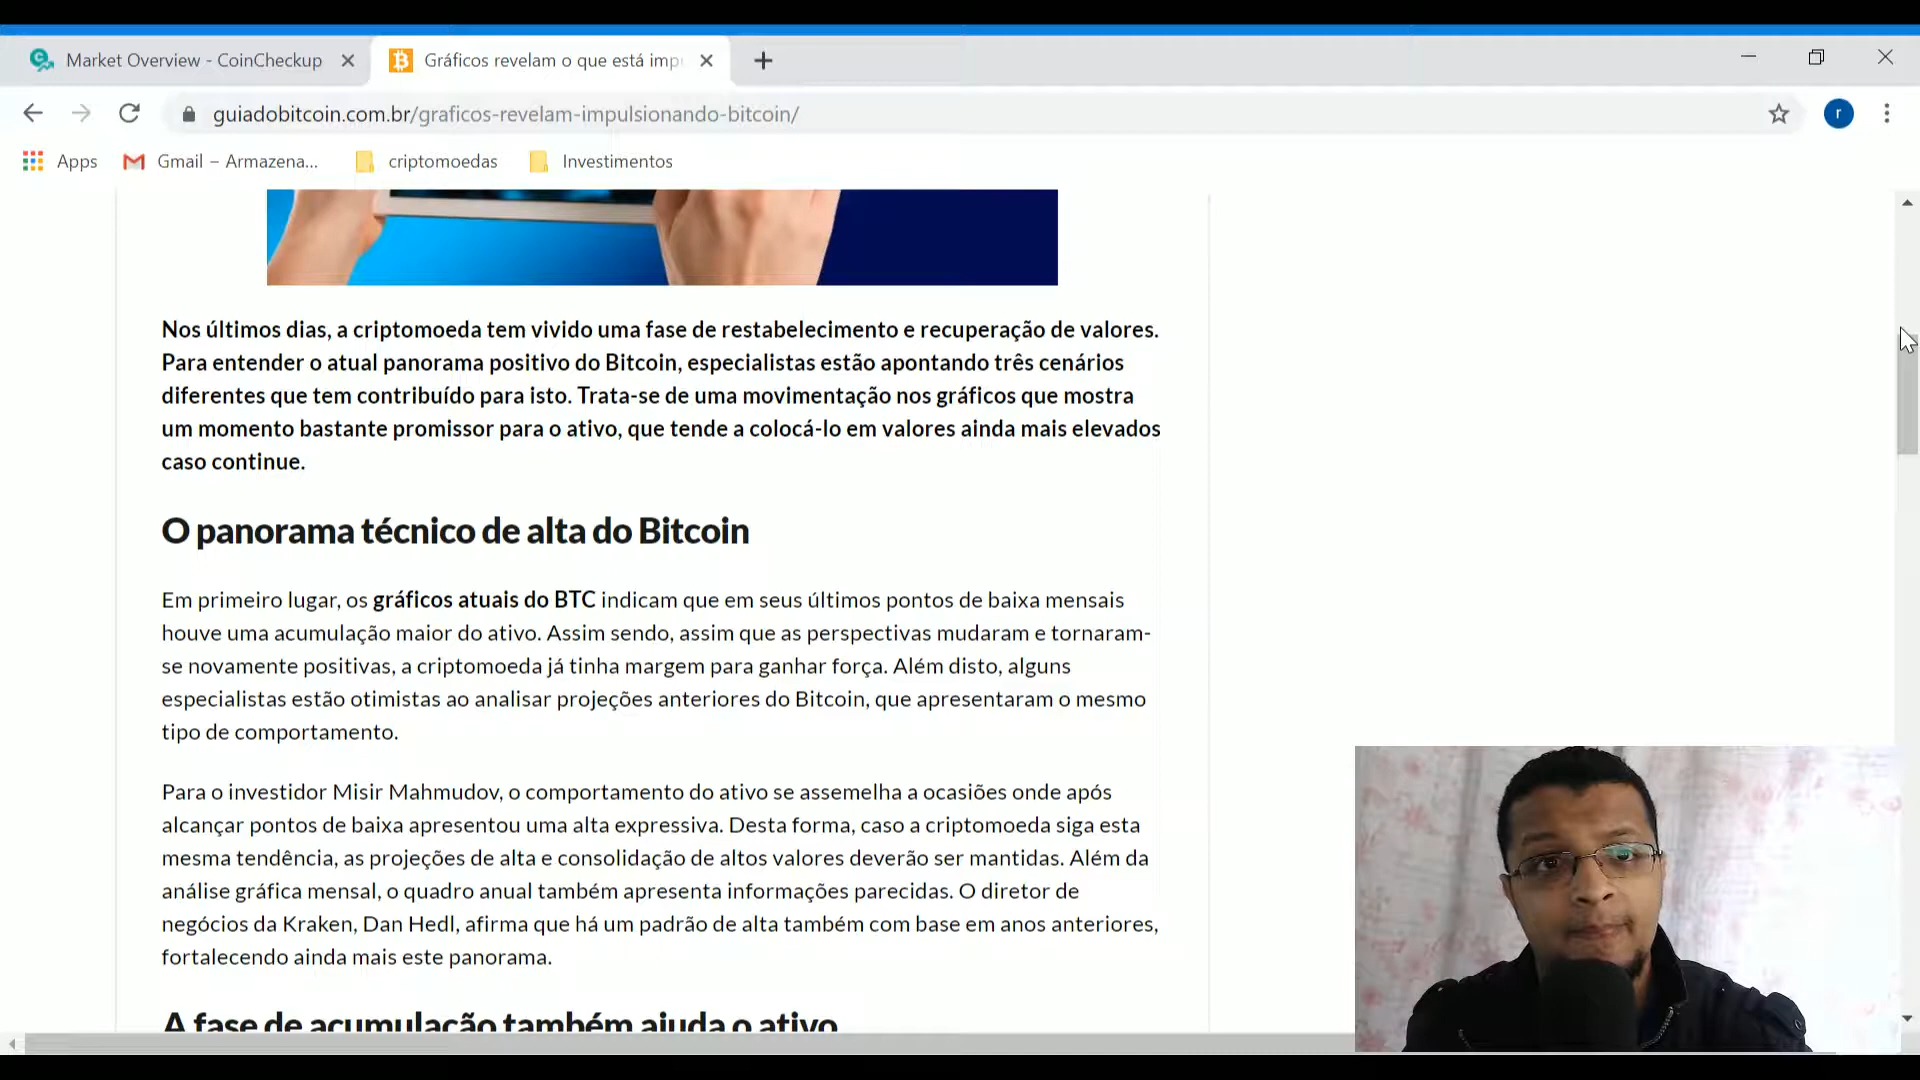 Market Overview - CoinCheckup
Gráficos revelam o que está imp
guiadobitcoin.com.br/graficos-revelam-impulsionando-bitcoin/
r
Apps
Gmail – Armazena...
criptomoedas
Investimentos
Nos últimos dias, a criptomoeda tem vivido uma fase de restabelecimento e recuperação de valores.
Para entender o atual panorama positivo do Bitcoin, especialistas estão apontando três cenários
diferentes que tem contribuído para isto. Trata-se de uma movimentação nos gráficos que mostra
um momento bastante promissor para o ativo, que tende a colocá-lo em valores ainda mais elevados
caso continue.
O panorama técnico de alta do Bitcoin
Em primeiro lugar, os gráficos atuais do BTC indicam que em seus últimos pontos de baixa mensais
houve uma acumulação maior do ativo. Assim sendo, assim que as perspectivas mudaram e tornaram-
se novamente positivas, a criptomoeda já tinha margem para ganhar força. Além disto, alguns
especialistas estão otimistas ao analisar projeções anteriores do Bitcoin, que apresentaram o mesmo
tipo de comportamento.
Para o investidor Misir Mahmudov, o comportamento do ativo se assemelha a ocasiões onde após
alcançar pontos de baixa apresentou uma alta expressiva. Desta forma, caso a criptomoeda siga esta
mesma tendência, as projeções de alta e consolidação de altos valores deverão ser mantidas. Além da
análise gráfica mensal, o quadro anual também apresenta informações parecidas. O diretor de
negócios da Kraken, Dan Hedl, afirma que há um padrão de alta também com base em anos anteriores,
fortalecendo ainda mais este panorama.
A fase de acumulação também ajuda o ativo